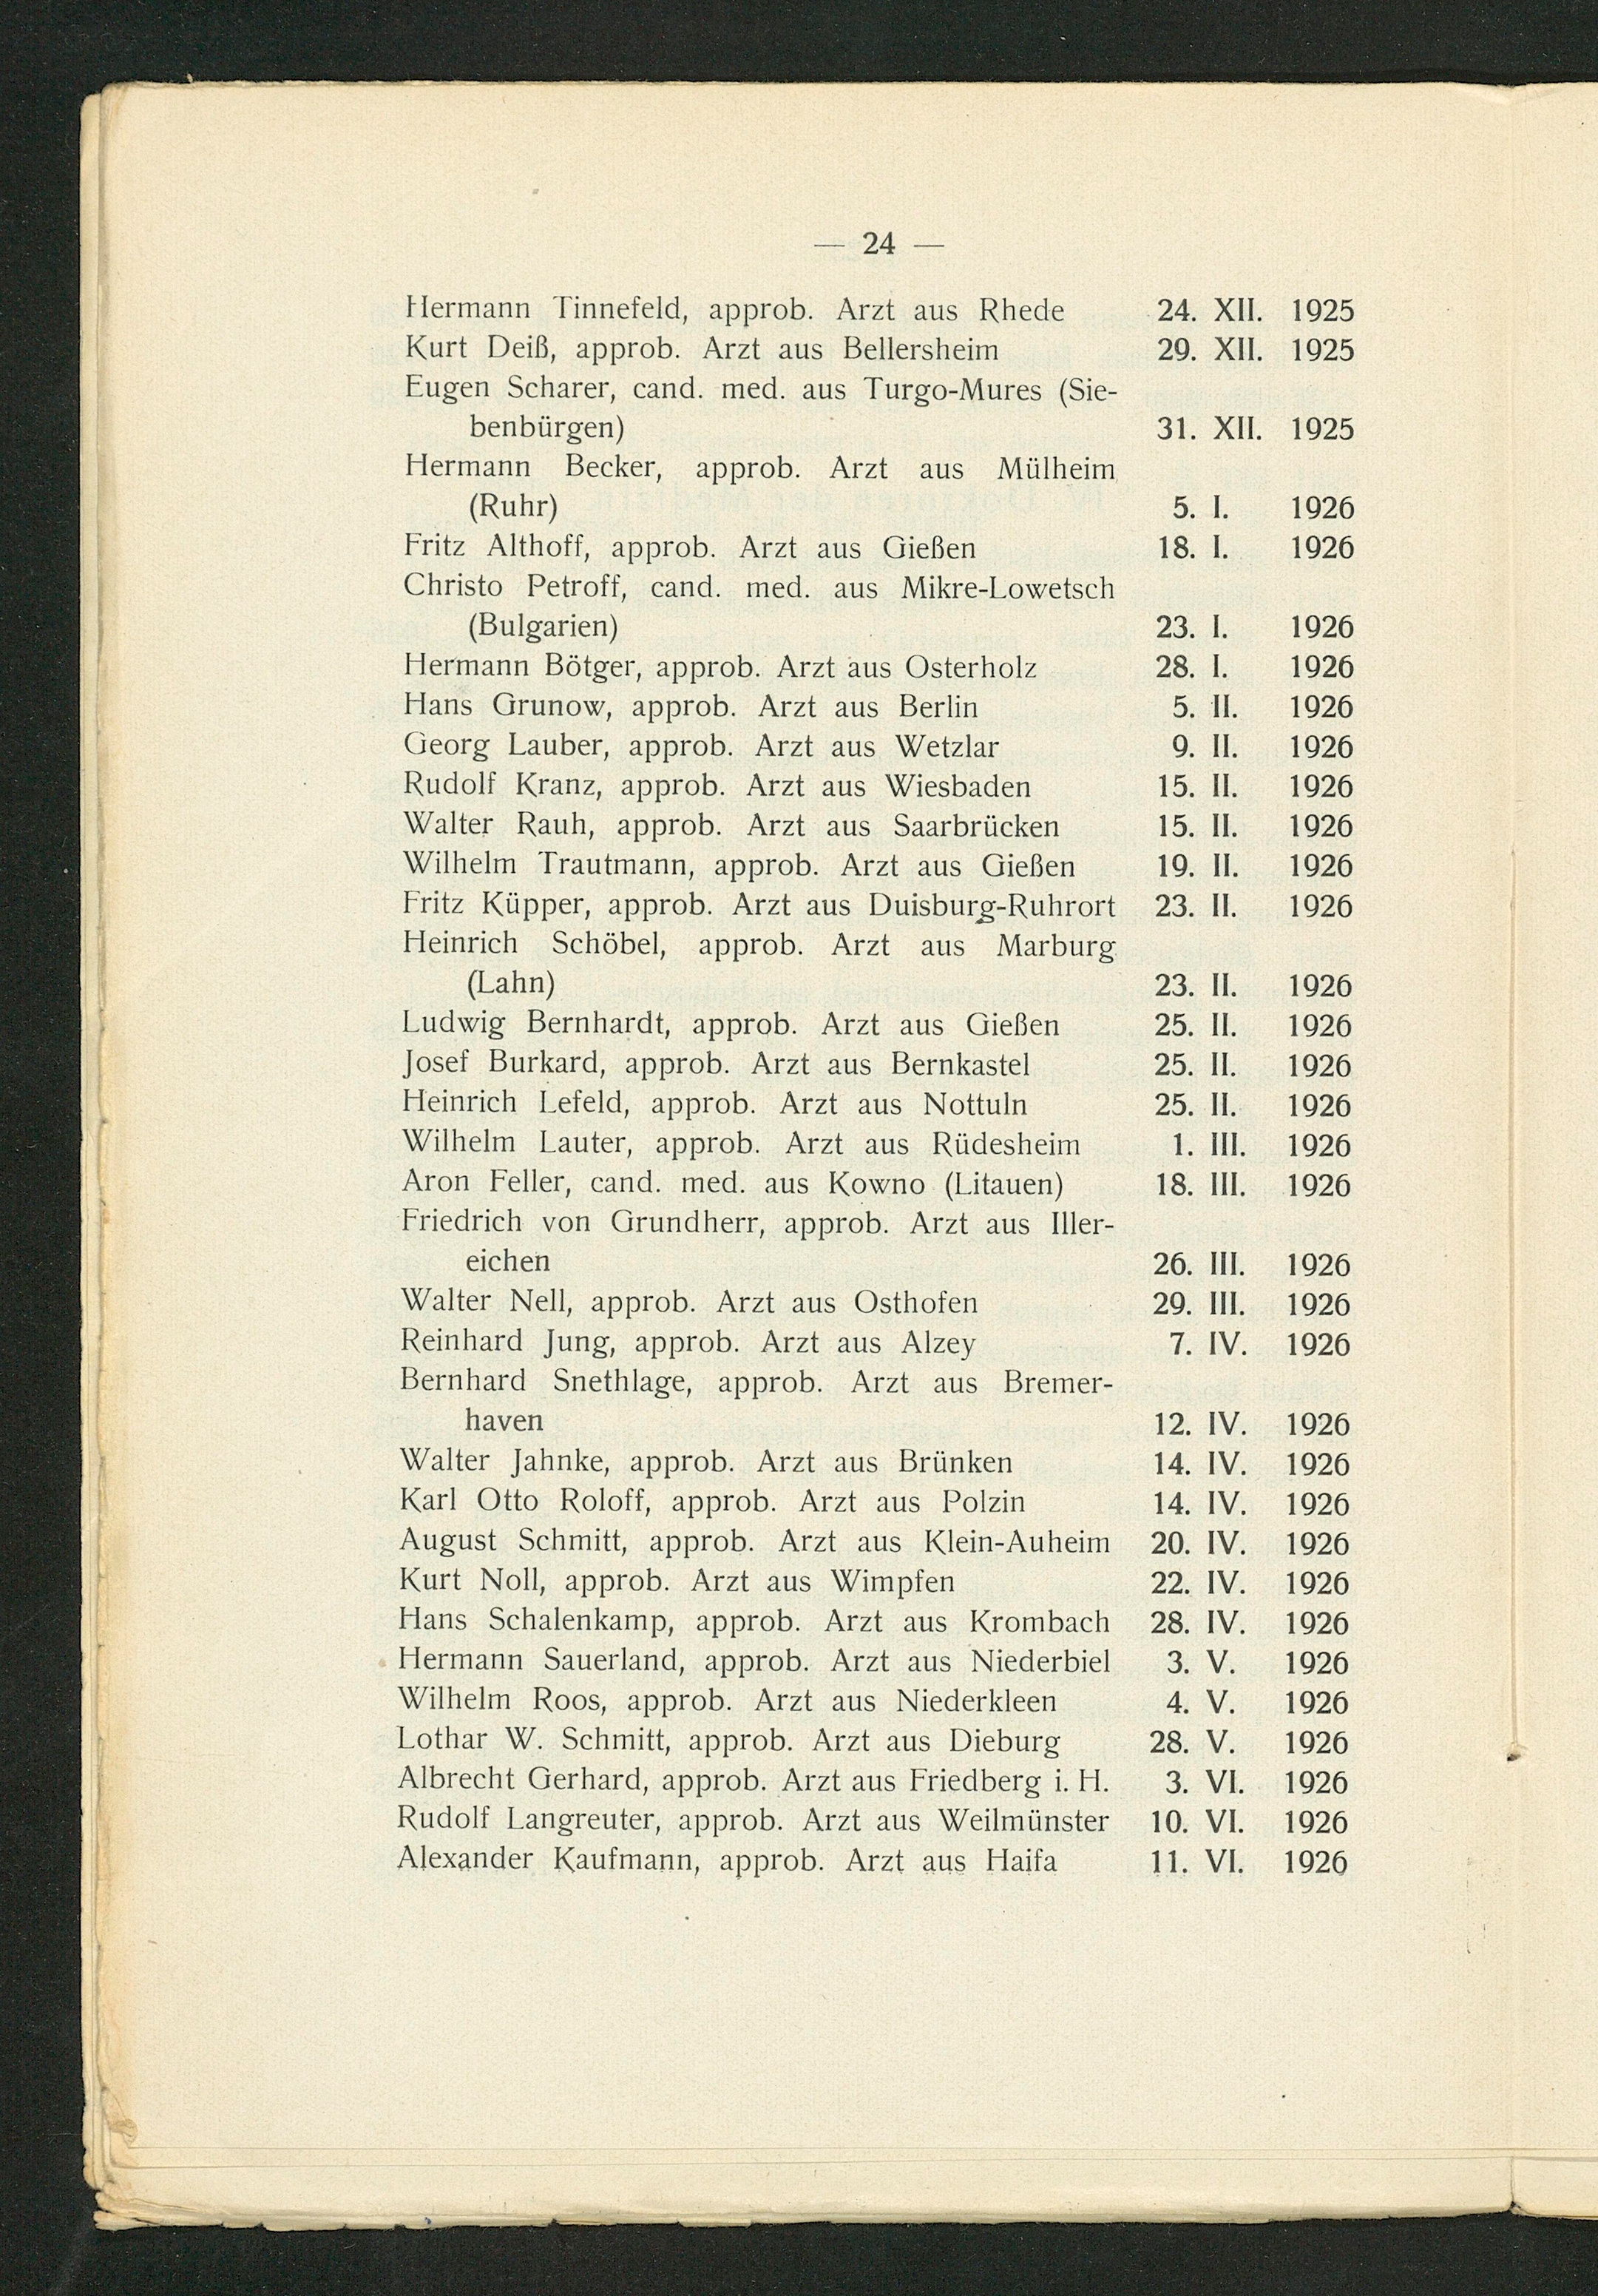 — 24 —
Hermann Tinnefeld, approb. Arzt aus Rhede 24. XII. 1925
Kurt Deiß, approb. Arzt aus Bellersheim 29. XII. 1925
Eugen Scharer, cand. med. aus Turgo-Mures (Sie-
benbürgen) 31. XII. 1925
Hermann Becker, approb. Arzt aus Mülheim
(Ruhr) 5. I. 1926
Fritz Althoff, approb. Arzt aus Gießen 18. I. 1926
Christo Petroff, cand. med. aus Mikre-Lowetsch
(Bulgarien) 23. I. 1926
Hermann Bötger, approb. Arzt aus Osterholz 28. I. 1926
Hans Grunow, approb. Arzt aus Berlin 5. II. 1926
Georg Lauber, approb. Arzt aus Wetzlar 9. II. 1926
Rudolf Kranz, approb. Arzt aus Wiesbaden 15. II. 1926
Walter Rauh, approb. Arzt aus Saarbrücken 15. II. 1926
Wilhelm Trautmann, approb. Arzt aus Gießen 19. II. 1926
Fritz Küpper, approb. Arzt aus Duisburg-Ruhrort 23. II. 1926
Heinrich Schöbel, approb. Arzt aus Marburg
(Lahn) 23. II. 1926
Ludwig Bernhardt, approb. Arzt aus Gießen 25. II. 1926
Josef Burkard, approb. Arzt aus Bernkastel 25. II. 1926
Heinrich Lefeld, approb. Arzt aus Nottuln 25. II. 1926
Wilhelm Lauter, approb. Arzt aus Rüdesheim 1. III. 1926
Aron Feller, cand. med. aus Kowno (Litauen) 18. III. 1926
Friedrich von Grundherr, approb. Arzt aus Iller-
eichen 26. III. 1926
Walter Nell, approb. Arzt aus Osthofen 29. III. 1926
Reinhard Jung, approb. Arzt aus Alzey 7. IV. 1926
Bernhard Snethlage, approb. Arzt aus Bremer-
haven 12. IV. 1926
Walter Jahnke, approb. Arzt aus Brünken 14. IV. 1926
Karl Otto Roloff, approb. Arzt aus Polzin 14. IV. 1926
August Schmitt, approb. Arzt aus Klein-Auheim 20. IV. 1926
Kurt Noll, approb. Arzt aus Wimpfen 22. IV. 1926
Hans Schalenkamp, approb. Arzt aus Krombach 28. IV. 1926
Hermann Sauerland, approb. Arzt aus Niederbiel 3. V. 1926
Wilhelm Roos, approb. Arzt aus Niederkleen 4. V. 1926
Lothar W. Schmitt, approb. Arzt aus Dieburg 28. V. 1926
Albrecht Gerhard, approb. Arzt aus Friedberg i. H. 3. VI. 1926
Rudolf Langreuter, approb. Arzt aus Weilmünster 10. VI. 1926
Alexander Kaufmann, approb. Arzt aus Haifa 11. VI. 1926